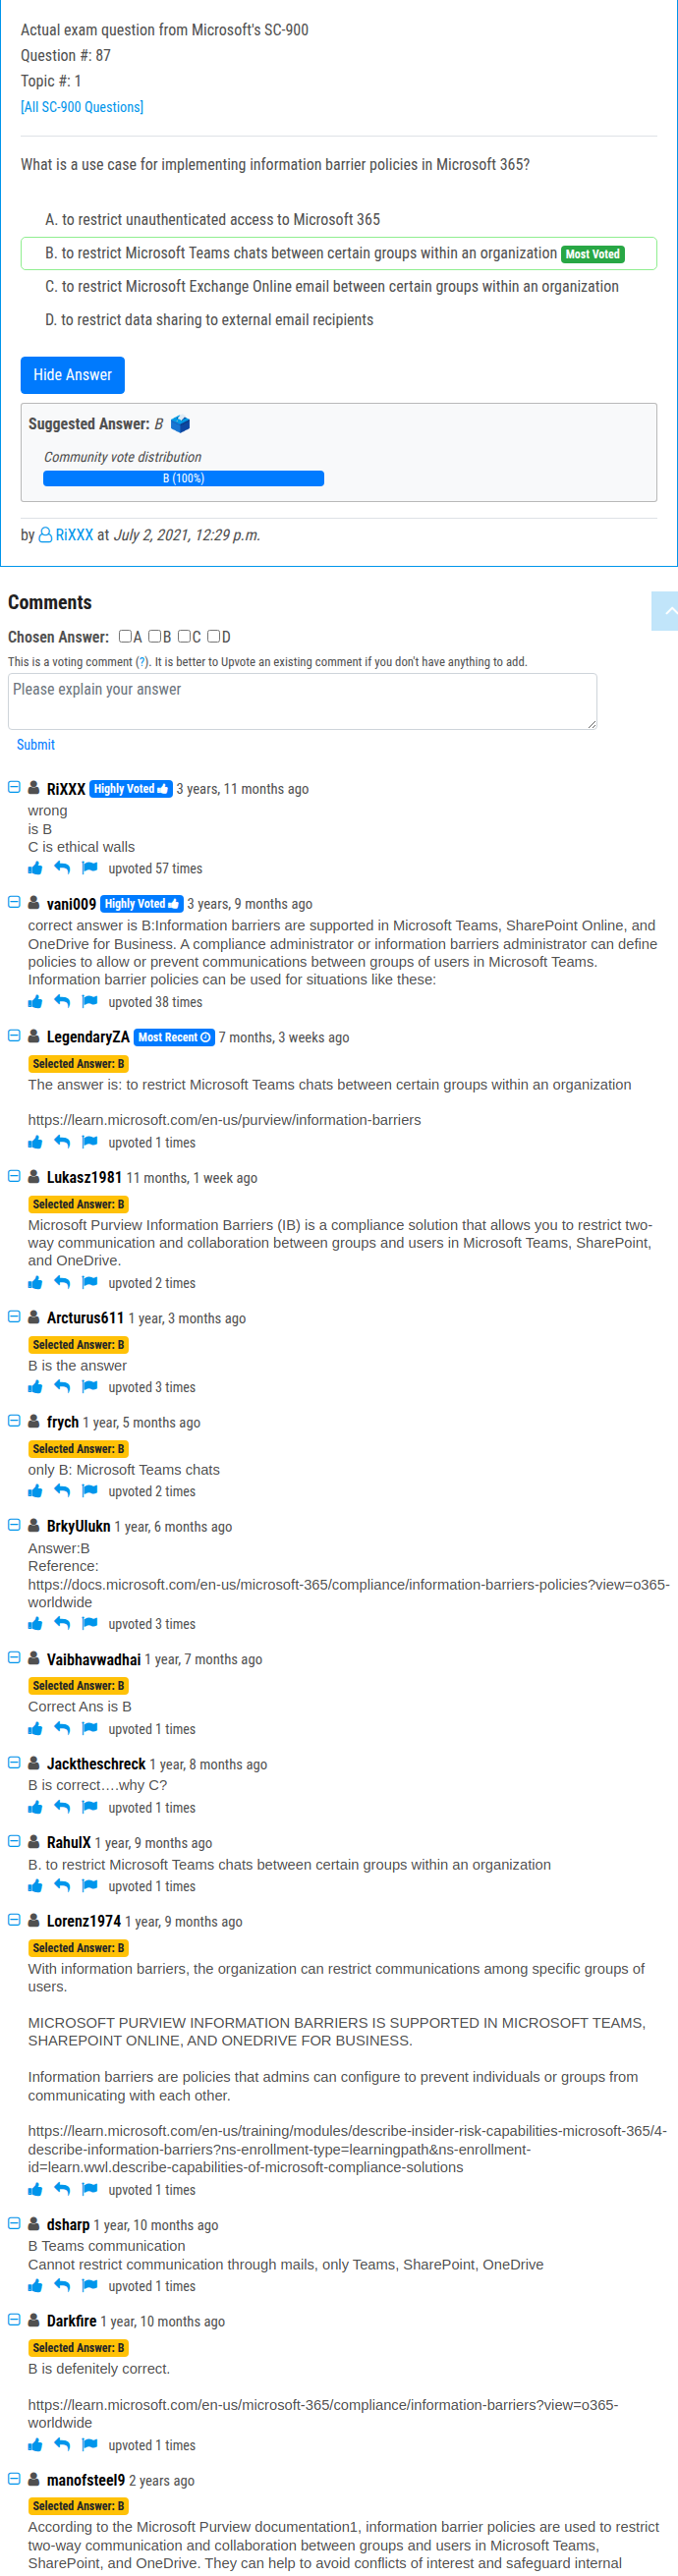 Actual exam question from Microsoft's SC-900
Question #: 87
Topic #: 1
[All SC-900 Questions]
What is a use case for implementing information barrier policies in Microsoft 365?
A. to restrict unauthenticated access to Microsoft 365
B. to restrict Microsoft Teams chats between certain groups within an organization Most Voted
C. to restrict Microsoft Exchange Online email between certain groups within an organization
D. to restrict data sharing to external email recipients
Hide Answer
Suggested Answer: B
Community vote distribution
B (100%)
by RiXXX at July 2, 2021, 12:29 p.m.
Comments
Chosen Answer: A B C D
This is a voting comment (?). It is better to Upvote an existing comment if you don't have anything to add.
Please explain your answer
Submit
RiXXX Highly Voted 3 years, 11 months ago
wrong
is B
C is ethical walls
upvoted 57 times
vani009 Highly Voted 3 years, 9 months ago
correct answer is B:Information barriers are supported in Microsoft Teams, SharePoint Online, and
OneDrive for Business. A compliance administrator or information barriers administrator can define
policies to allow or prevent communications between groups of users in Microsoft Teams.
Information barrier policies can be used for situations like these:
upvoted 38 times
LegendaryZA Most Recent 7 months, 3 weeks ago
Selected Answer: B
The answer is: to restrict Microsoft Teams chats between certain groups within an organization
https://learn.microsoft.com/en-us/purview/information-barriers
upvoted 1 times
Lukasz1981 11 months, 1 week ago
Selected Answer: B
Microsoft Purview Information Barriers (IB) is a compliance solution that allows you to restrict two-
way communication and collaboration between groups and users in Microsoft Teams, SharePoint,
and OneDrive.
upvoted 2 times
Arcturus611 1 year, 3 months ago
Selected Answer: B
B is the answer
upvoted 3 times
frych 1 year, 5 months ago
Selected Answer: B
only B: Microsoft Teams chats
upvoted 2 times
BrkyUlukn 1 year, 6 months ago
Answer:B
Reference:
https://docs.microsoft.com/en-us/microsoft-365/compliance/information-barriers-policies?view=o365-
worldwide
upvoted 3 times
Vaibhavwadhai 1 year, 7 months ago
Selected Answer: B
Correct Ans is B
upvoted 1 times
Jacktheschreck 1 year, 8 months ago
B is correct….why C?
upvoted 1 times
RahulX 1 year, 9 months ago
B. to restrict Microsoft Teams chats between certain groups within an organization
upvoted 1 times
Lorenz1974 1 year, 9 months ago
Selected Answer: B
With information barriers, the organization can restrict communications among specific groups of
users.
MICROSOFT PURVIEW INFORMATION BARRIERS IS SUPPORTED IN MICROSOFT TEAMS,
SHAREPOINT ONLINE, AND ONEDRIVE FOR BUSINESS.
Information barriers are policies that admins can configure to prevent individuals or groups from
communicating with each other.
https://learn.microsoft.com/en-us/training/modules/describe-insider-risk-capabilities-microsoft-365/4-
describe-information-barriers?ns-enrollment-type=learningpath&ns-enrollment-
id=learn.wwl.describe-capabilities-of-microsoft-compliance-solutions
upvoted 1 times
dsharp 1 year, 10 months ago
B Teams communication
Cannot restrict communication through mails, only Teams, SharePoint, OneDrive
upvoted 1 times
Darkfire 1 year, 10 months ago
Selected Answer: B
B is defenitely correct.
https://learn.microsoft.com/en-us/microsoft-365/compliance/information-barriers?view=o365-
worldwide
upvoted 1 times
manofsteel9 2 years ago
Selected Answer: B
According to the Microsoft Purview documentation1, information barrier policies are used to restrict
two-way communication and collaboration between groups and users in Microsoft Teams,
SharePoint, and OneDrive. They can help to avoid conflicts of interest and safeguard internal